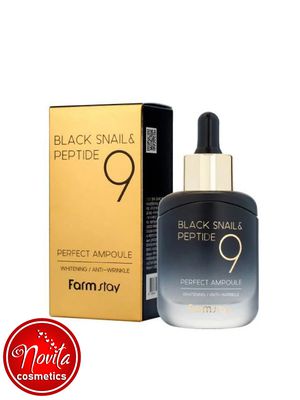 BLACK SNAIL&
PEPTIDE
9
PERFECT AMPOULE
WHITENING / ANTI-WRINKLE
Farmstay
BLACK SNAIL&
PEPTIDE
9
PERFECT AMPOULE
WHITENING / ANTI-WRINKLE
Farmstay
Novita
cosmetics